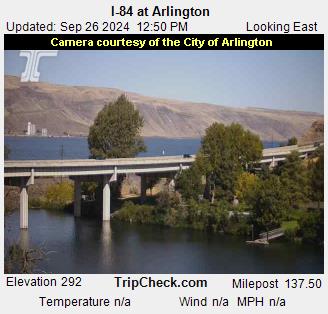 I-84 at Arlington
Updated: Sep 26 2024 12:50 PM Looking East
Camera courtesy of the City of Arlington
Elevation 292 TripCheck.com Milepost 137.50
Temperature n/a Wind n/a MPH n/a